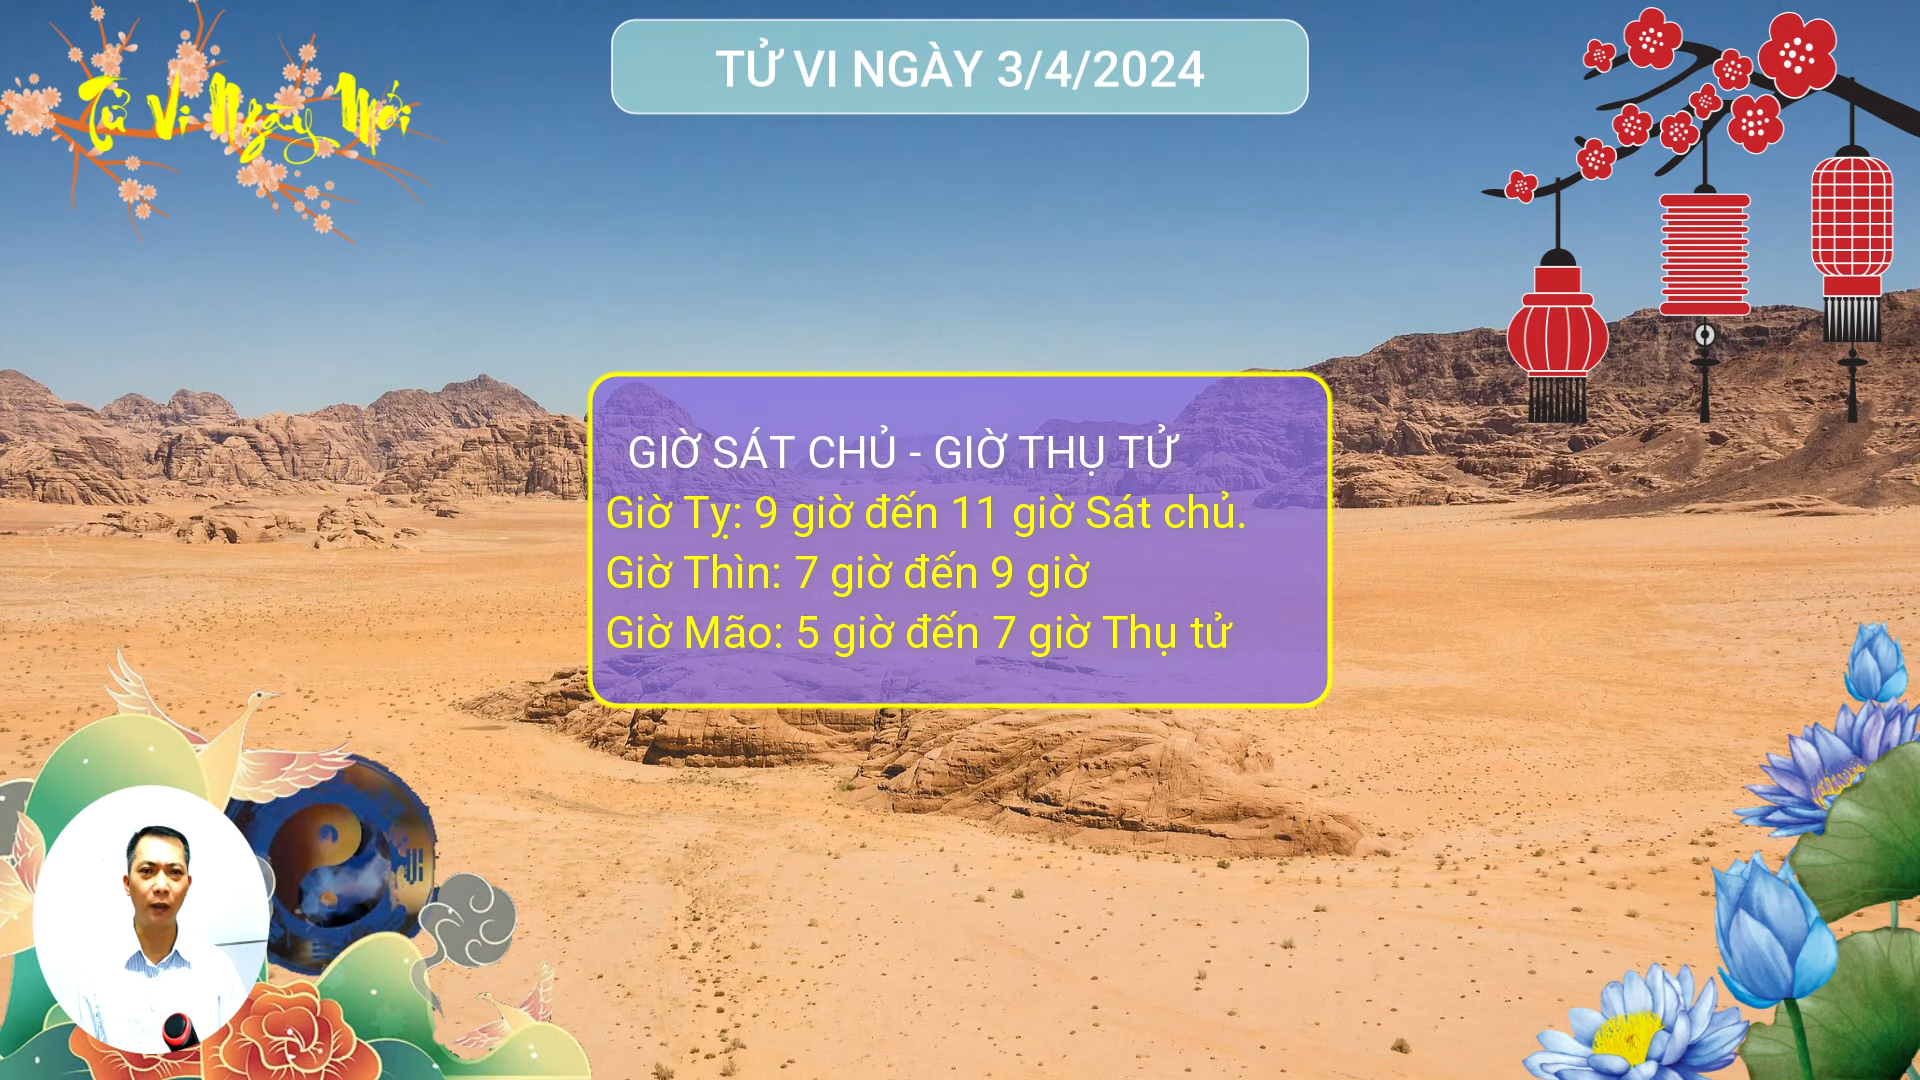 Tử Vi Ngày Mới
TỬ VI NGÀY 3/4/2024
GIỜ SÁT CHỦ - GIỜ THỤ TỬ
Giờ Tỵ: 9 giờ đến 11 giờ Sát chủ.
Giờ Thìn: 7 giờ đến 9 giờ
Giờ Mão: 5 giờ đến 7 giờ Thụ tử